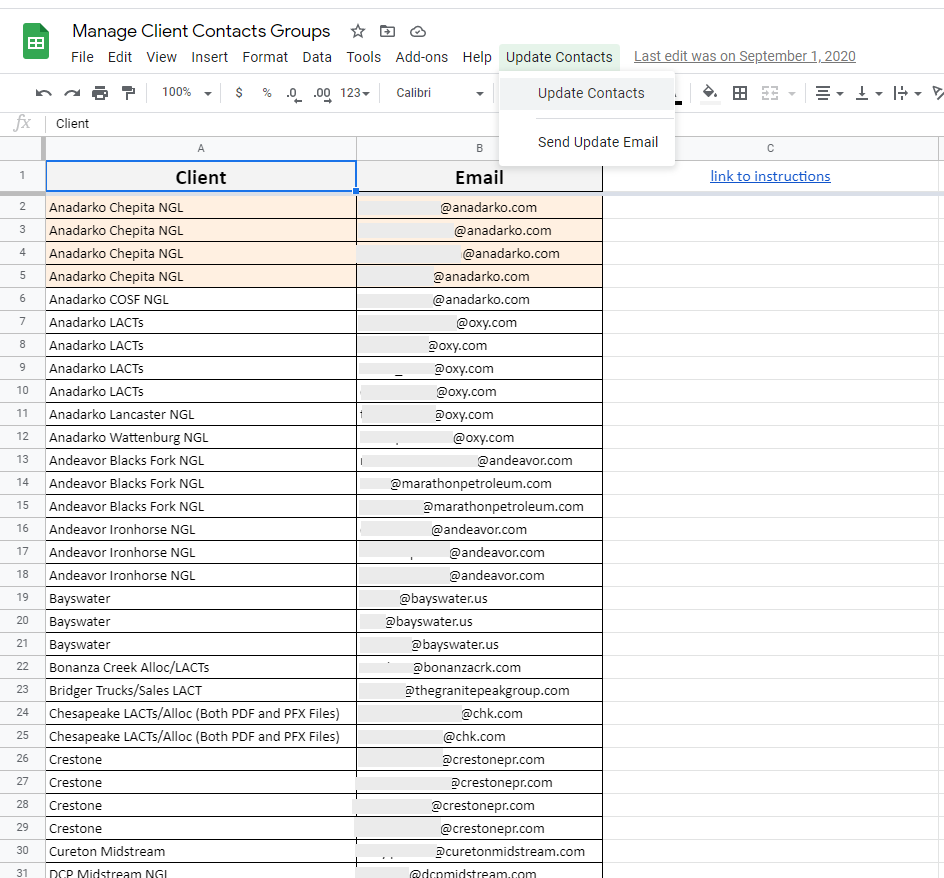 Manage Client Contacts Groups
File Edit View Insert Format Data Tools Add-ons Help Update Contacts Last edit was on September 1, 2020
100% $ % .0 .00 123 Calibri
Update Contacts
Send Update Email
fx Client
A B C
1 Client Email link to instructions
2 Anadarko Chepita NGL @anadarko.com
3 Anadarko Chepita NGL @anadarko.com
4 Anadarko Chepita NGL @anadarko.com
5 Anadarko Chepita NGL @anadarko.com
6 Anadarko COSF NGL @anadarko.com
7 Anadarko LACTs @oxy.com
8 Anadarko LACTs @oxy.com
9 Anadarko LACTs @oxy.com
10 Anadarko LACTs @oxy.com
11 Anadarko Lancaster NGL @oxy.com
12 Anadarko Wattenburg NGL @oxy.com
13 Andeavor Blacks Fork NGL @andeavor.com
14 Andeavor Blacks Fork NGL @marathonpetroleum.com
15 Andeavor Blacks Fork NGL @marathonpetroleum.com
16 Andeavor Ironhorse NGL @andeavor.com
17 Andeavor Ironhorse NGL @andeavor.com
18 Andeavor Ironhorse NGL @andeavor.com
19 Bayswater @bayswater.us
20 Bayswater @bayswater.us
21 Bayswater @bayswater.us
22 Bonanza Creek Alloc/LACTs @bonanzacrk.com
23 Bridger Trucks/Sales LACT @thegranitepeakgroup.com
24 Chesapeake LACTs/Alloc (Both PDF and PFX Files) @chk.com
25 Chesapeake LACTs/Alloc (Both PDF and PFX Files) @chk.com
26 Crestone @crestonepr.com
27 Crestone @crestonepr.com
28 Crestone @crestonepr.com
29 Crestone @crestonepr.com
30 Cureton Midstream @curetonmidstream.com
31 DCP Midstream NGL @dcpmidstream.com